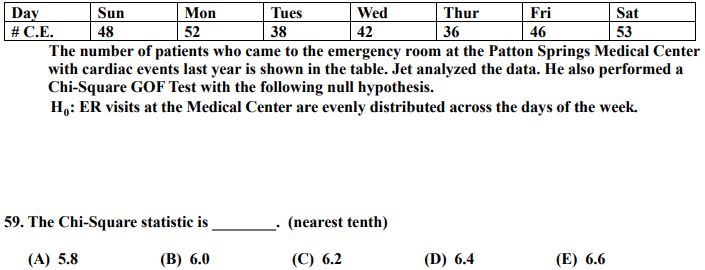 Day Sun Mon Tues Wed Thur Fri Sat
# C.E. 48 52 38 42 36 46 53
The number of patients who came to the emergency room at the Patton Springs Medical Center
with cardiac events last year is shown in the table. Jet analyzed the data. He also performed a
Chi-Square GOF Test with the following null hypothesis.
H₀: ER visits at the Medical Center are evenly distributed across the days of the week.
59. The Chi-Square statistic is ________. (nearest tenth)
(A) 5.8 (B) 6.0 (C) 6.2 (D) 6.4 (E) 6.6